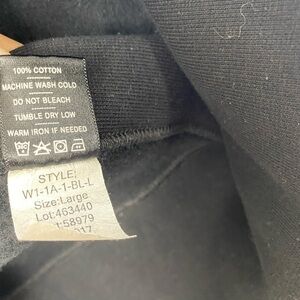 100% COTTON
MACHINE WASH COLD
DO NOT BLEACH
TUMBLE DRY LOW
WARM IRON IF NEEDED
STYLE:
W1-1A-1-BL-L
Size:Large
Lot:463440
:58979